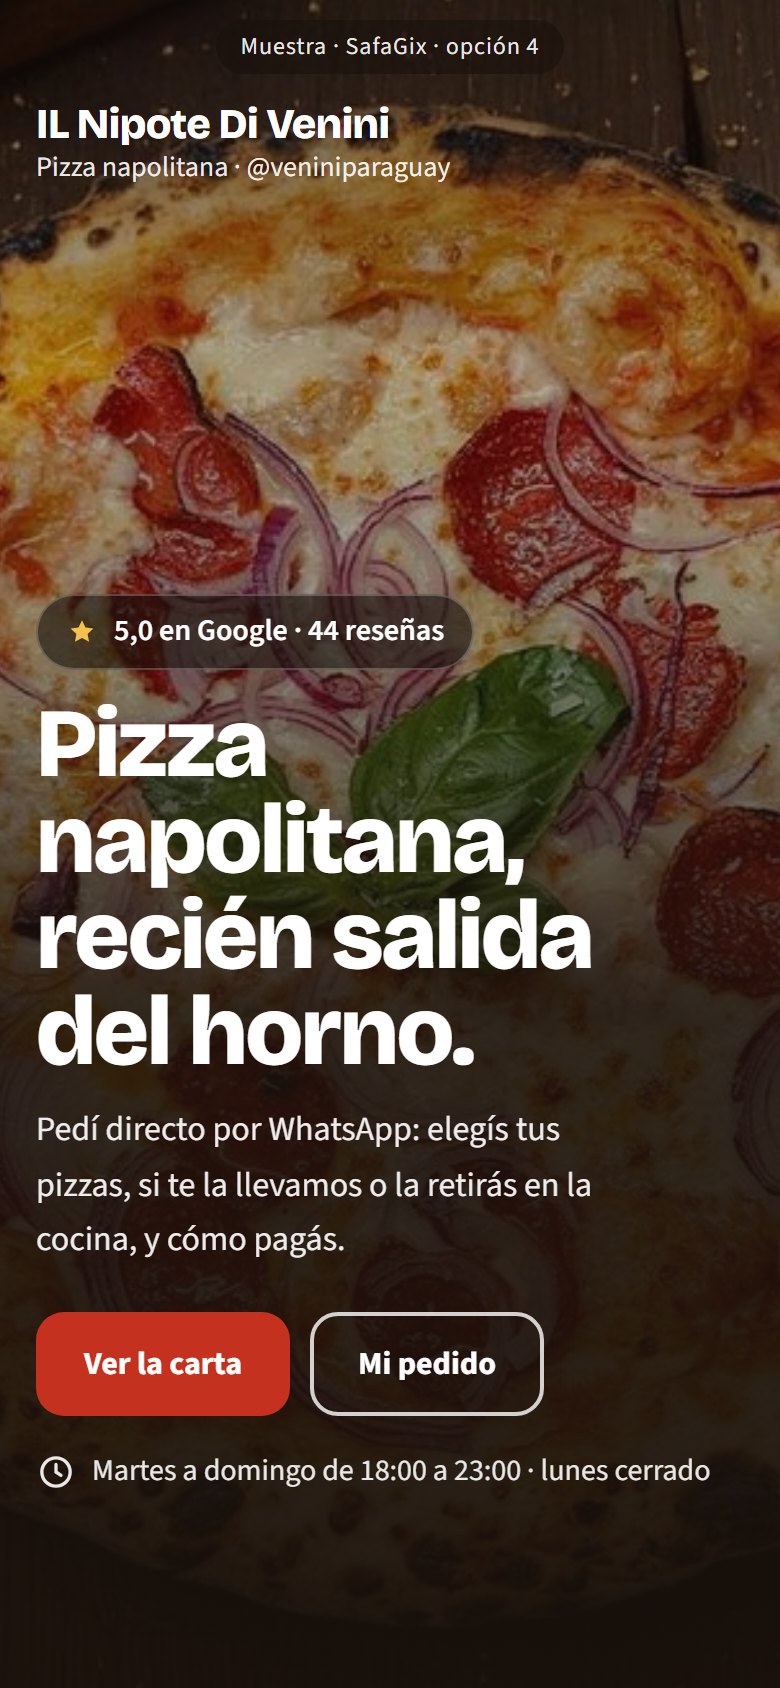 Muestra · SafaGix · opción 4
IL Nipote Di Venini
Pizza napolitana · @veniniparaguay
5,0 en Google · 44 reseñas
Pizza
napolitana,
recién salida
del horno.
Pedí directo por WhatsApp: elegís tus
pizzas, si te la llevamos o la retirás en la
cocina, y cómo pagás.
Ver la carta
Mi pedido
Martes a domingo de 18:00 a 23:00 · lunes cerrado